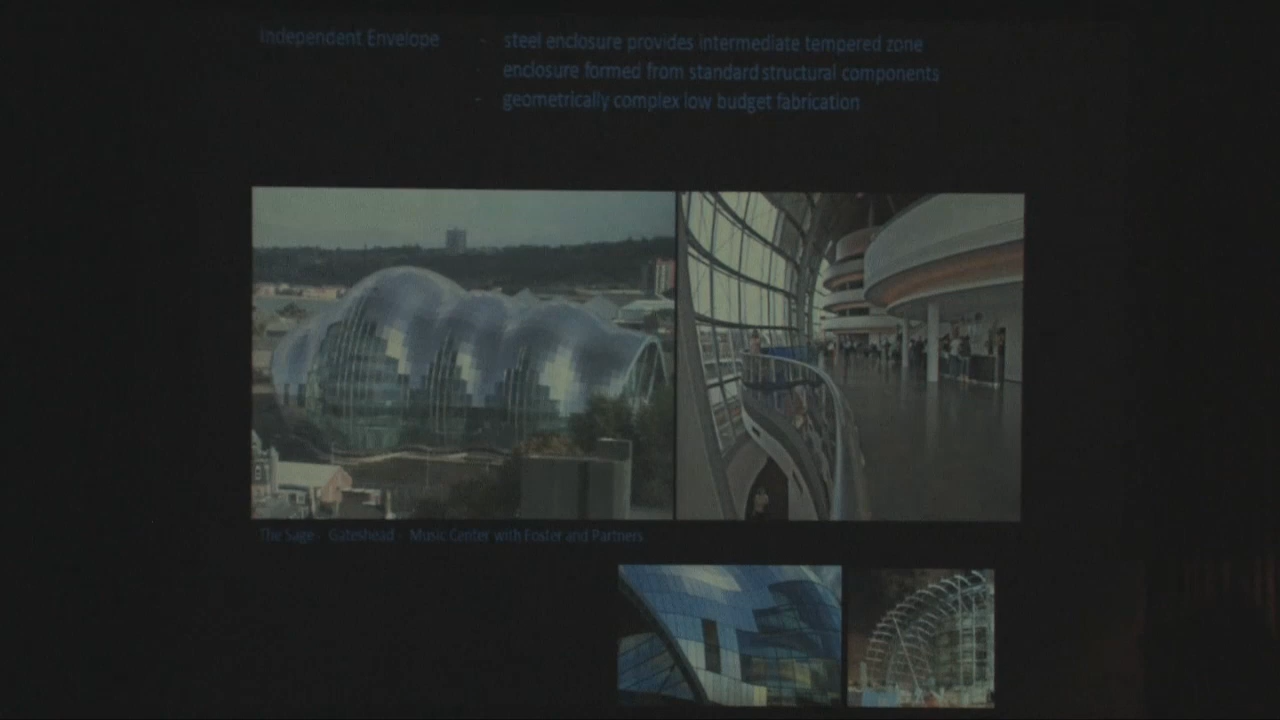 Independent Envelope - steel enclosure provides intermediate tempered zone
enclosure formed from standard structural components
- geometrically complex low budget fabrication
The Sage - Gateshead - Music Center with Foster and Partners